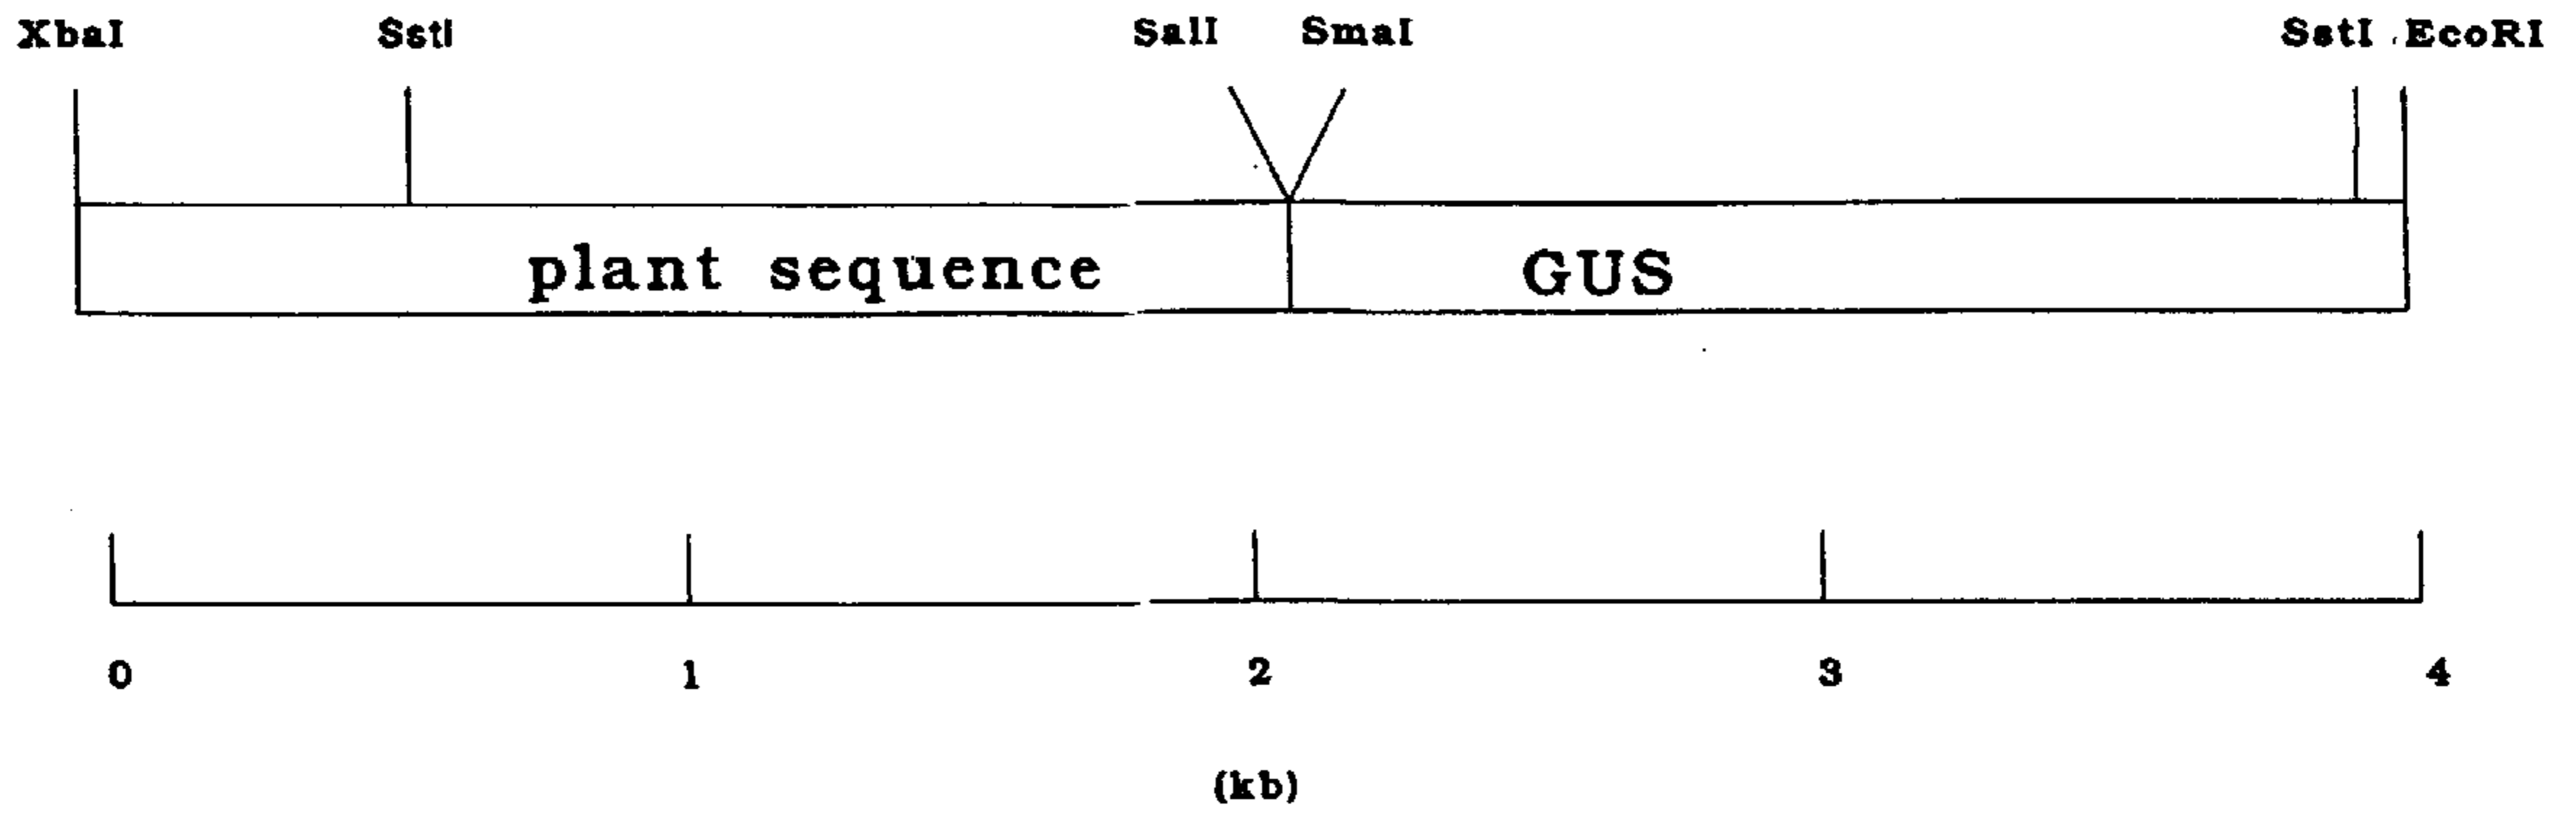 XbaI SstI SalI SmaI SstI EcoRI
plant sequence GUS
0 1 2 3 4
(kb)